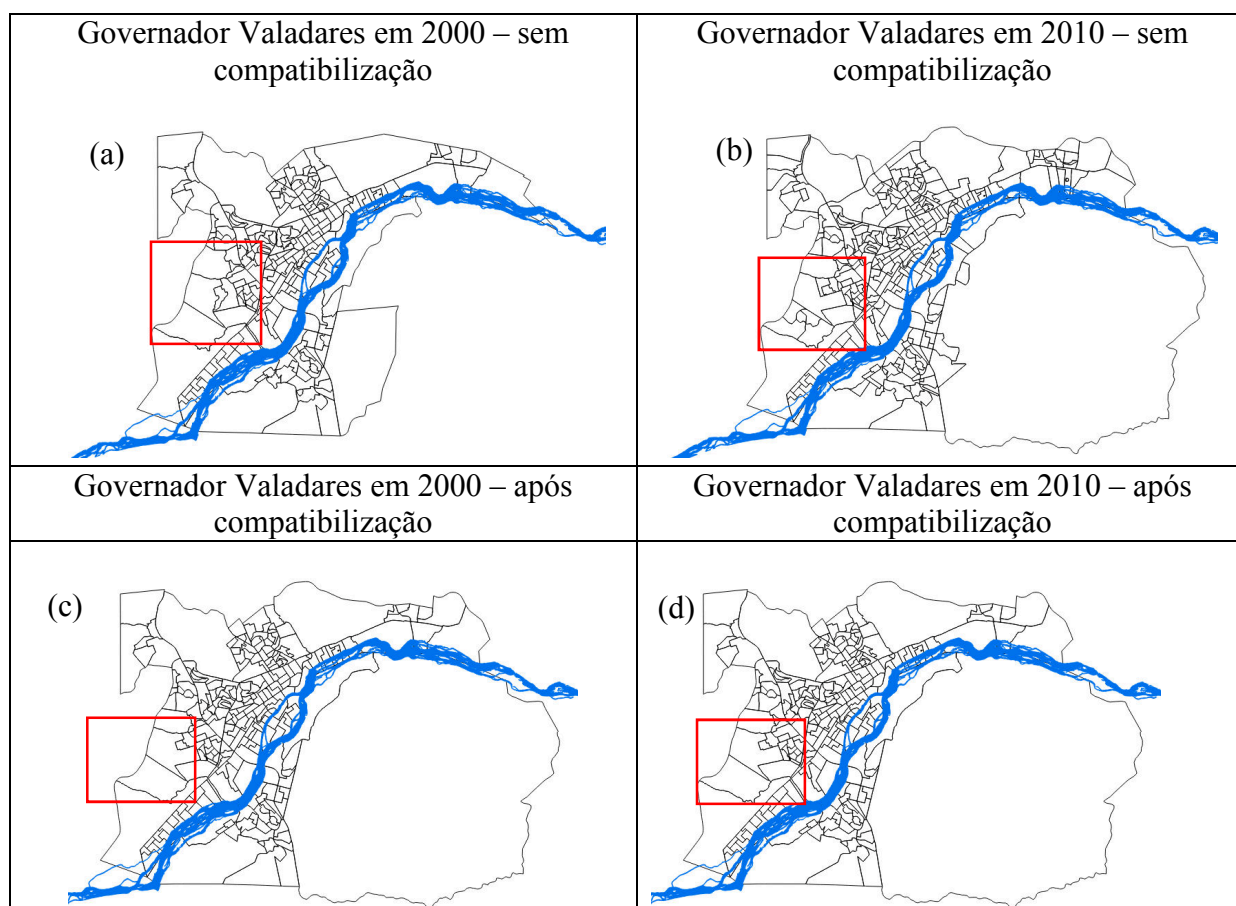 Governador Valadares em 2000 – sem
compatibilização
Governador Valadares em 2010 – sem
compatibilização
(a)
(b)
Governador Valadares em 2000 – após
compatibilização
Governador Valadares em 2010 – após
compatibilização
(c)
(d)